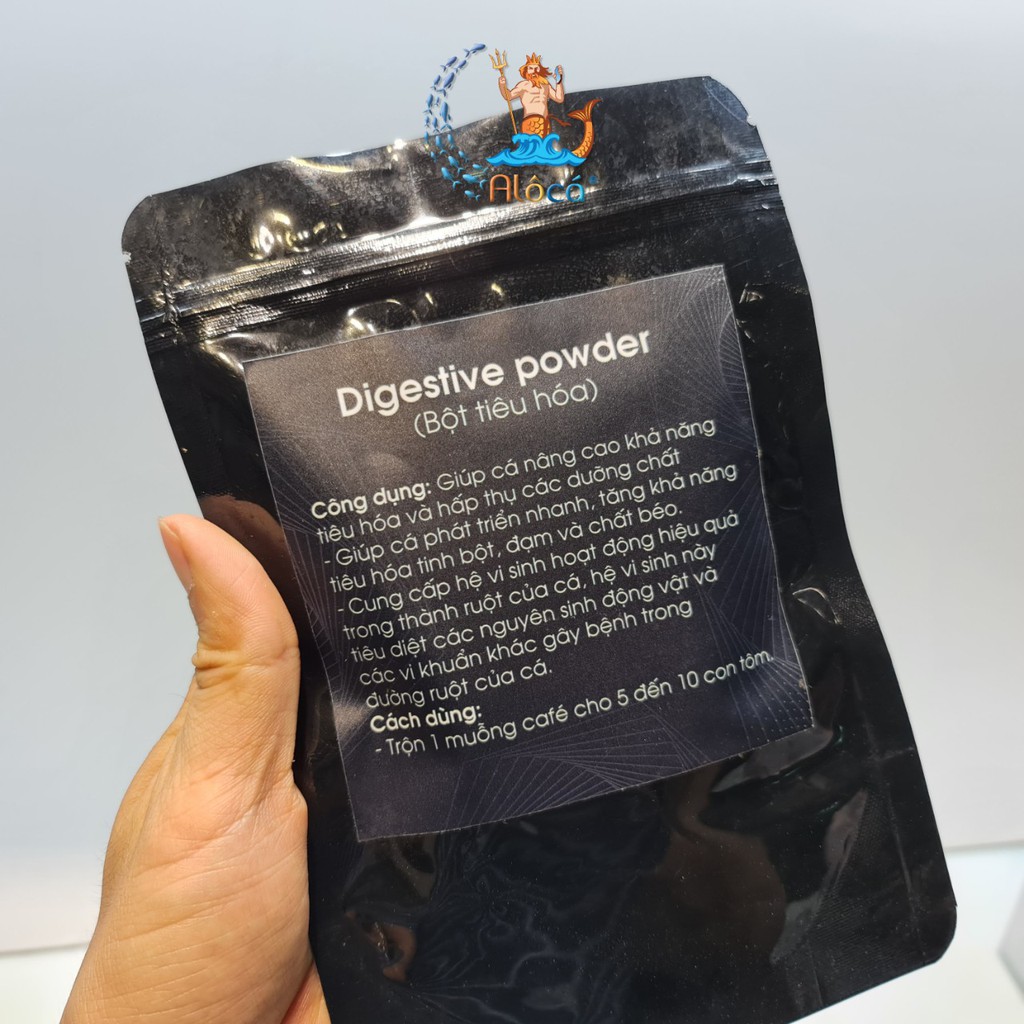 Alôcá
Digestive powder
(Bột tiêu hóa)
Công dụng: Giúp cá nâng cao khả năng
tiêu hóa và hấp thụ các dưỡng chất
- Giúp cá phát triển nhanh, tăng khả năng
tiêu hóa tinh bột, đạm và chất béo.
- Cung cấp hệ vi sinh hoạt động hiệu quả
trong thành ruột của cá, hệ vi sinh này
tiêu diệt các nguyên sinh động vật và
các vi khuẩn khác gây bệnh trong
đường ruột của cá.
Cách dùng:
- Trộn 1 muỗng café cho 5 đến 10 con tôm.